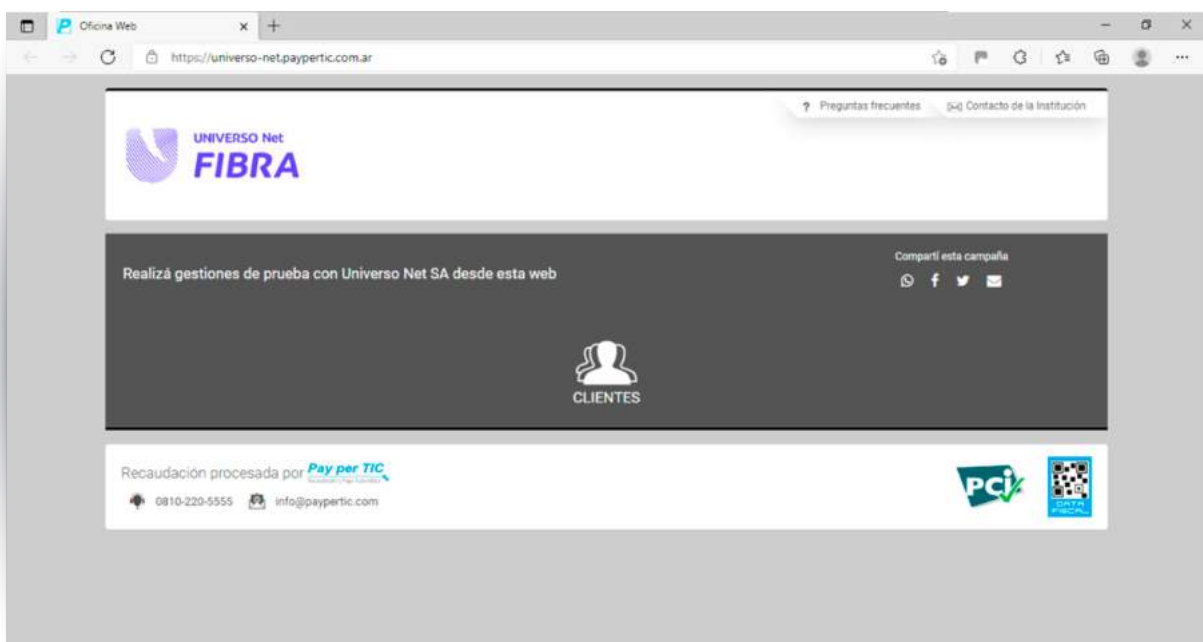 Oficina Web
https://universo-net.paypertic.com.ar
? Preguntas frecuentes
Contacto de la Institución
UNIVERSO Net
FIBRA
Compartí esta campaña
Realizá gestiones de prueba con Universo Net SA desde esta web
CLIENTES
Recaudación procesada por Pay per TIC
0810-220-5555 info@paypertic.com
PCi
DATA
FISCAL